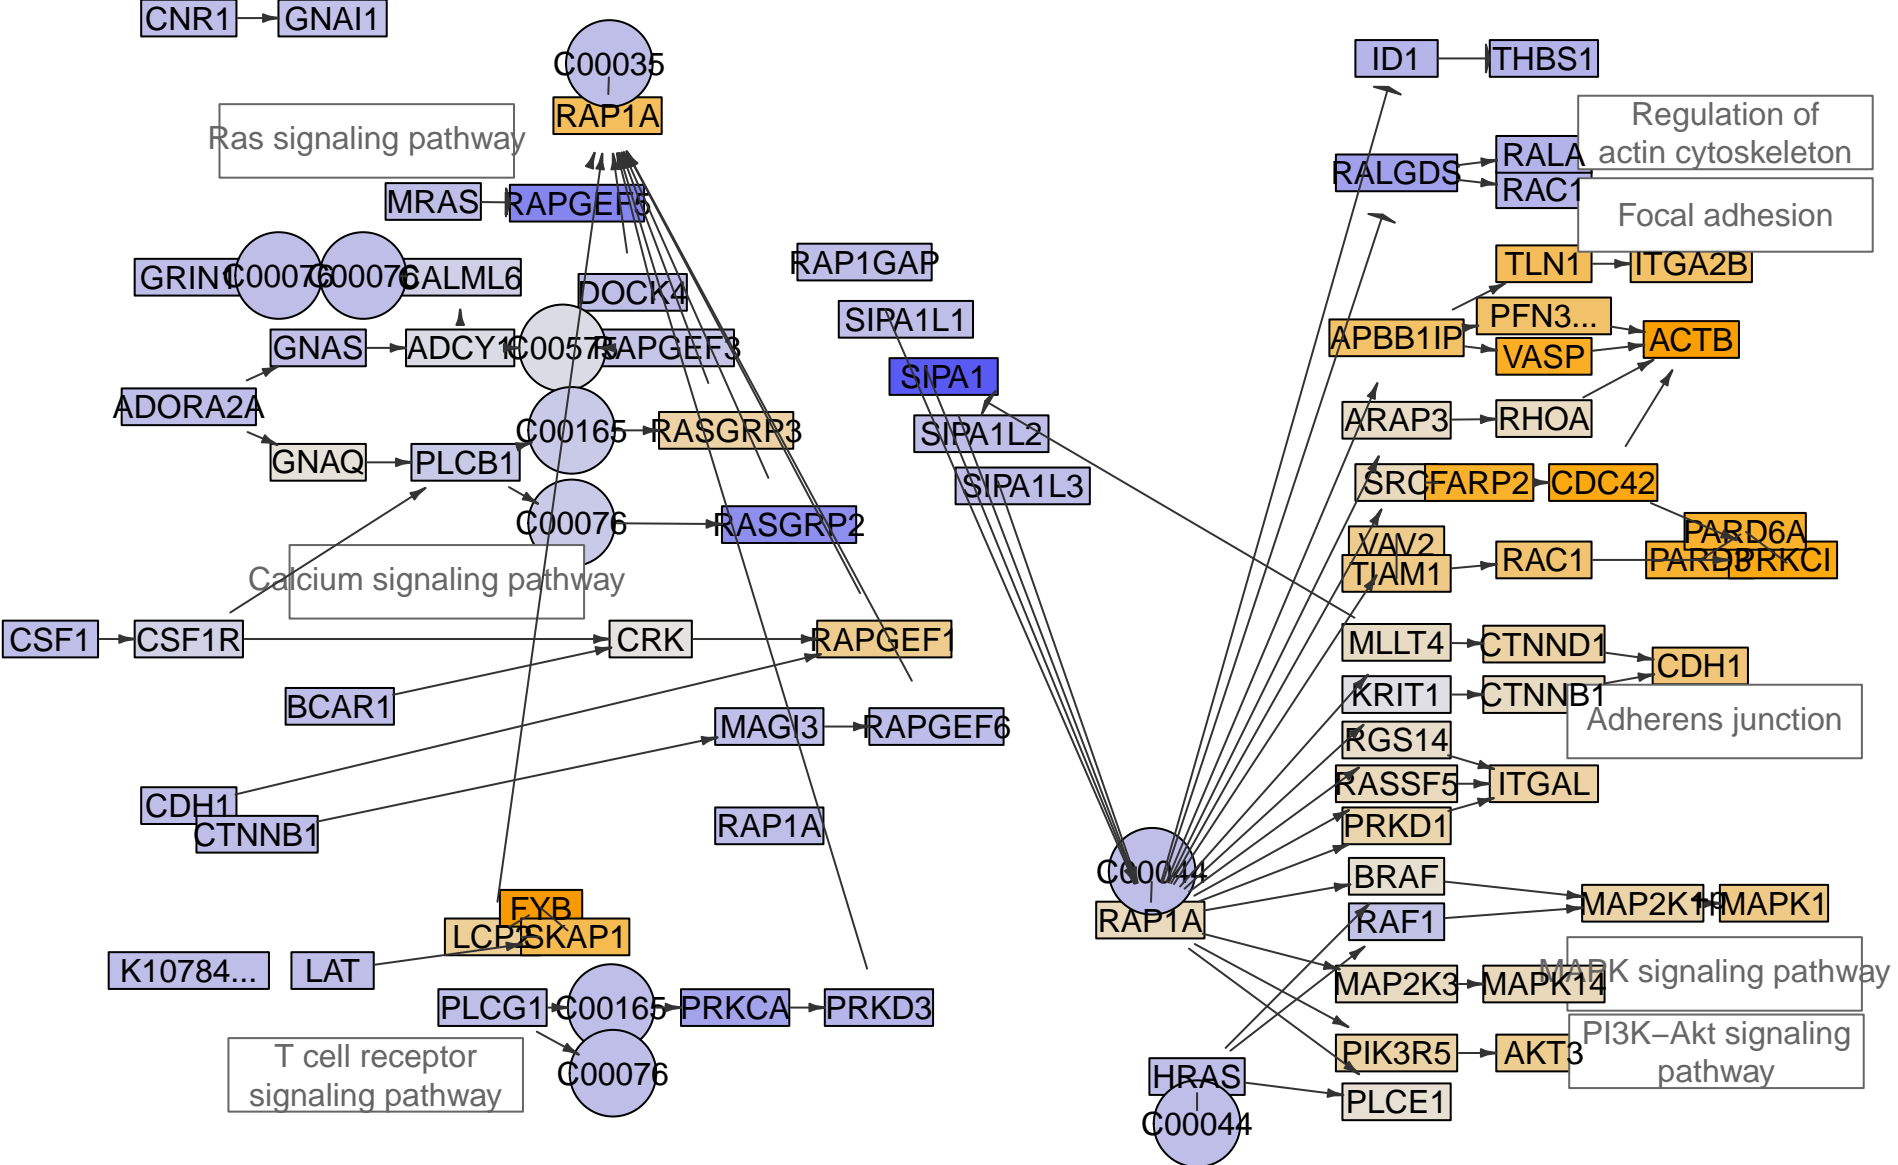 CNR1
GNAI1
C00035
RAP1A
Ras signaling pathway
MRAS
RAPGEF5
GRIN1
C00076
C00076
CALML6
DOCK4
GNAS
ADCY1
C00575
RAPGEF3
ADORA2A
GNAQ
PLCB1
C00165
RASGRP3
C00076
RASGRP2
Calcium signaling pathway
CSF1
CSF1R
CRK
RAPGEF1
BCAR1
MAGI3
RAPGEF6
CDH1
CTNNB1
RAP1A
FYB
LCP2
SKAP1
K10784...
LAT
PLCG1
C00165
PRKCA
PRKD3
T cell receptor
signaling pathway
C00076
RAP1GAP
SIPA1L1
SIPA1
SIPA1L2
SIPA1L3
C00044
RAP1A
HRAS
C00044
ID1
THBS1
Regulation of
actin cytoskeleton
RALGDS
RALA
RAC1
Focal adhesion
TLN1
ITGA2B
APBB1IP
PFN3...
VASP
ACTB
ARAP3
RHOA
SRC
FARP2
CDC42
VAV2
TIAM1
RAC1
PARD6A
PARD3
PRKCI
MLLT4
CTNND1
CDH1
KRIT1
CTNNB1
Adherens junction
RGS14
RASSF5
ITGAL
PRKD1
BRAF
RAF1
MAP2K1
+p
MAPK1
MAPK signaling pathway
MAP2K3
MAPK14
PIK3R5
AKT3
PI3K−Akt signaling
pathway
PLCE1